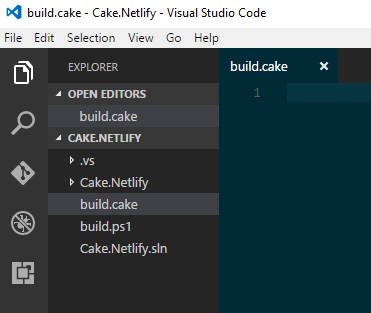 build.cake - Cake.Netlify - Visual Studio Code
File Edit Selection View Go Help
EXPLORER
OPEN EDITORS
build.cake
CAKE.NETLIFY
.vs
Cake.Netlify
build.cake
build.ps1
Cake.Netlify.sln
build.cake
1